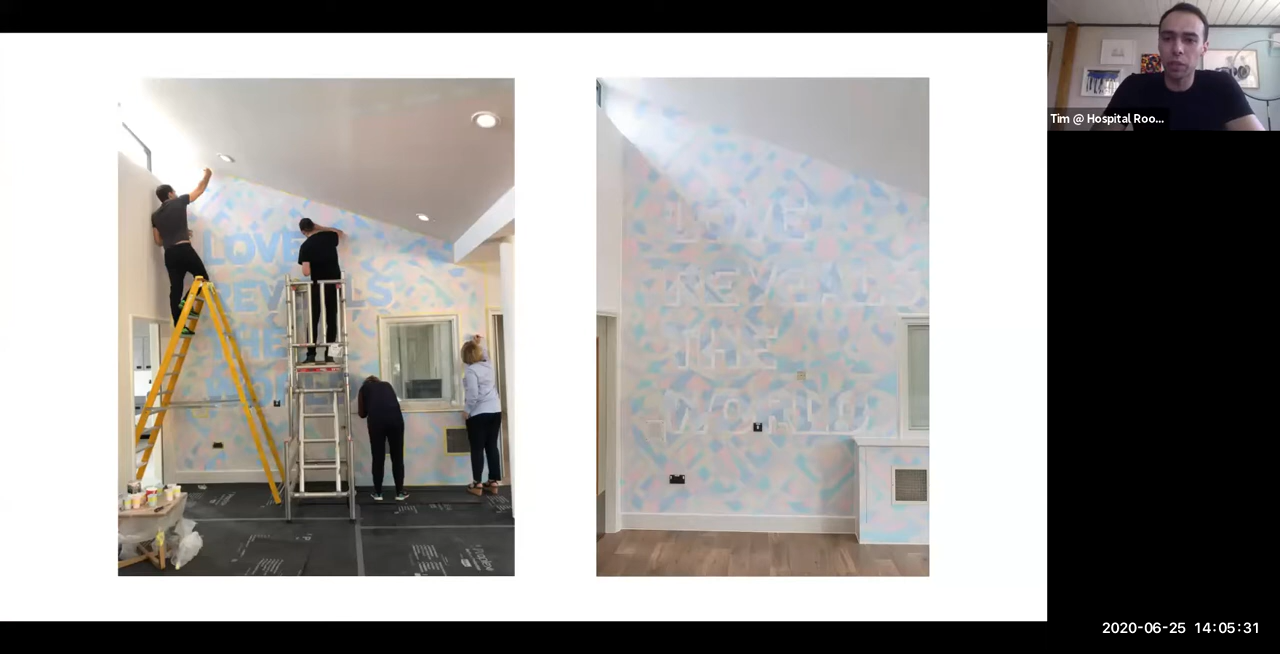 LOVE
REVEALS
THE
WORLD
LOVE
REVEALS
THE
WORLD
Tim @ Hospital Roo...
2020-06-25 14:05:31